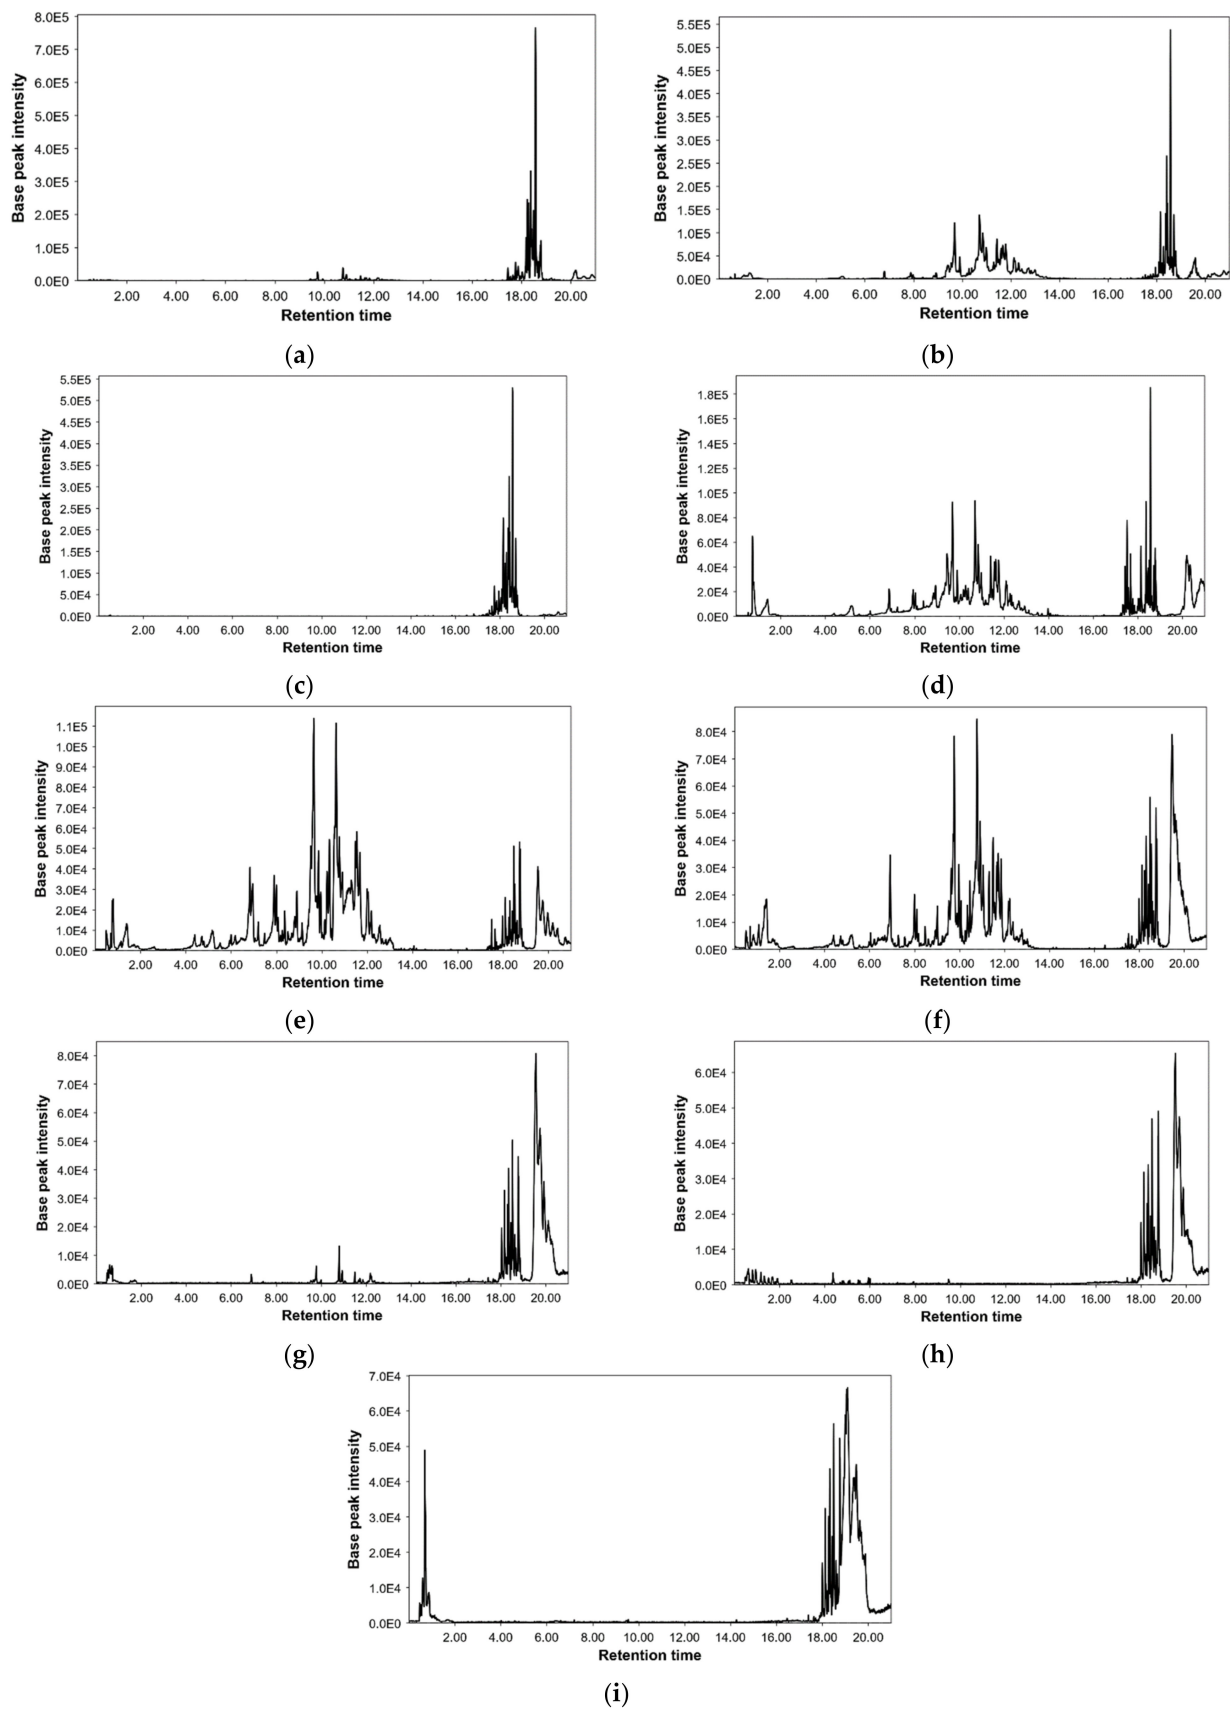 8.0E5
7.0E5
6.0E5
5.0E5
4.0E5
3.0E5
2.0E5
1.0E5
0.0E0
Base peak intensity
2.00 4.00 6.00 8.00 10.00 12.00 14.00 16.00 18.00 20.00
Retention time
(a)
5.5E5
5.0E5
4.5E5
4.0E5
3.5E5
3.0E5
2.5E5
2.0E5
1.5E5
1.0E5
5.0E4
0.0E0
Base peak intensity
2.00 4.00 6.00 8.00 10.00 12.00 14.00 16.00 18.00 20.00
Retention time
(b)
5.5E5
5.0E5
4.5E5
4.0E5
3.5E5
3.0E5
2.5E5
2.0E5
1.5E5
1.0E5
5.0E4
0.0E0
Base peak intensity
2.00 4.00 6.00 8.00 10.00 12.00 14.00 16.00 18.00 20.00
Retention time
(c)
1.8E5
1.6E5
1.4E5
1.2E5
1.0E5
8.0E4
6.0E4
4.0E4
2.0E4
0.0E0
Base peak intensity
2.00 4.00 6.00 8.00 10.00 12.00 14.00 16.00 18.00 20.00
Retention time
(d)
1.1E5
1.0E5
9.0E4
8.0E4
7.0E4
6.0E4
5.0E4
4.0E4
3.0E4
2.0E4
1.0E4
0.0E0
Base peak intensity
2.00 4.00 6.00 8.00 10.00 12.00 14.00 16.00 18.00 20.00
Retention time
(e)
8.0E4
7.0E4
6.0E4
5.0E4
4.0E4
3.0E4
2.0E4
1.0E4
0.0E0
Base peak intensity
2.00 4.00 6.00 8.00 10.00 12.00 14.00 16.00 18.00 20.00
Retention time
(f)
8.0E4
7.0E4
6.0E4
5.0E4
4.0E4
3.0E4
2.0E4
1.0E4
0.0E0
Base peak intensity
2.00 4.00 6.00 8.00 10.00 12.00 14.00 16.00 18.00 20.00
Retention time
(g)
6.0E4
5.0E4
4.0E4
3.0E4
2.0E4
1.0E4
0.0E0
Base peak intensity
2.00 4.00 6.00 8.00 10.00 12.00 14.00 16.00 18.00 20.00
Retention time
(h)
7.0E4
6.0E4
5.0E4
4.0E4
3.0E4
2.0E4
1.0E4
0.0E0
Base peak intensity
2.00 4.00 6.00 8.00 10.00 12.00 14.00 16.00 18.00 20.00
Retention time
(i)